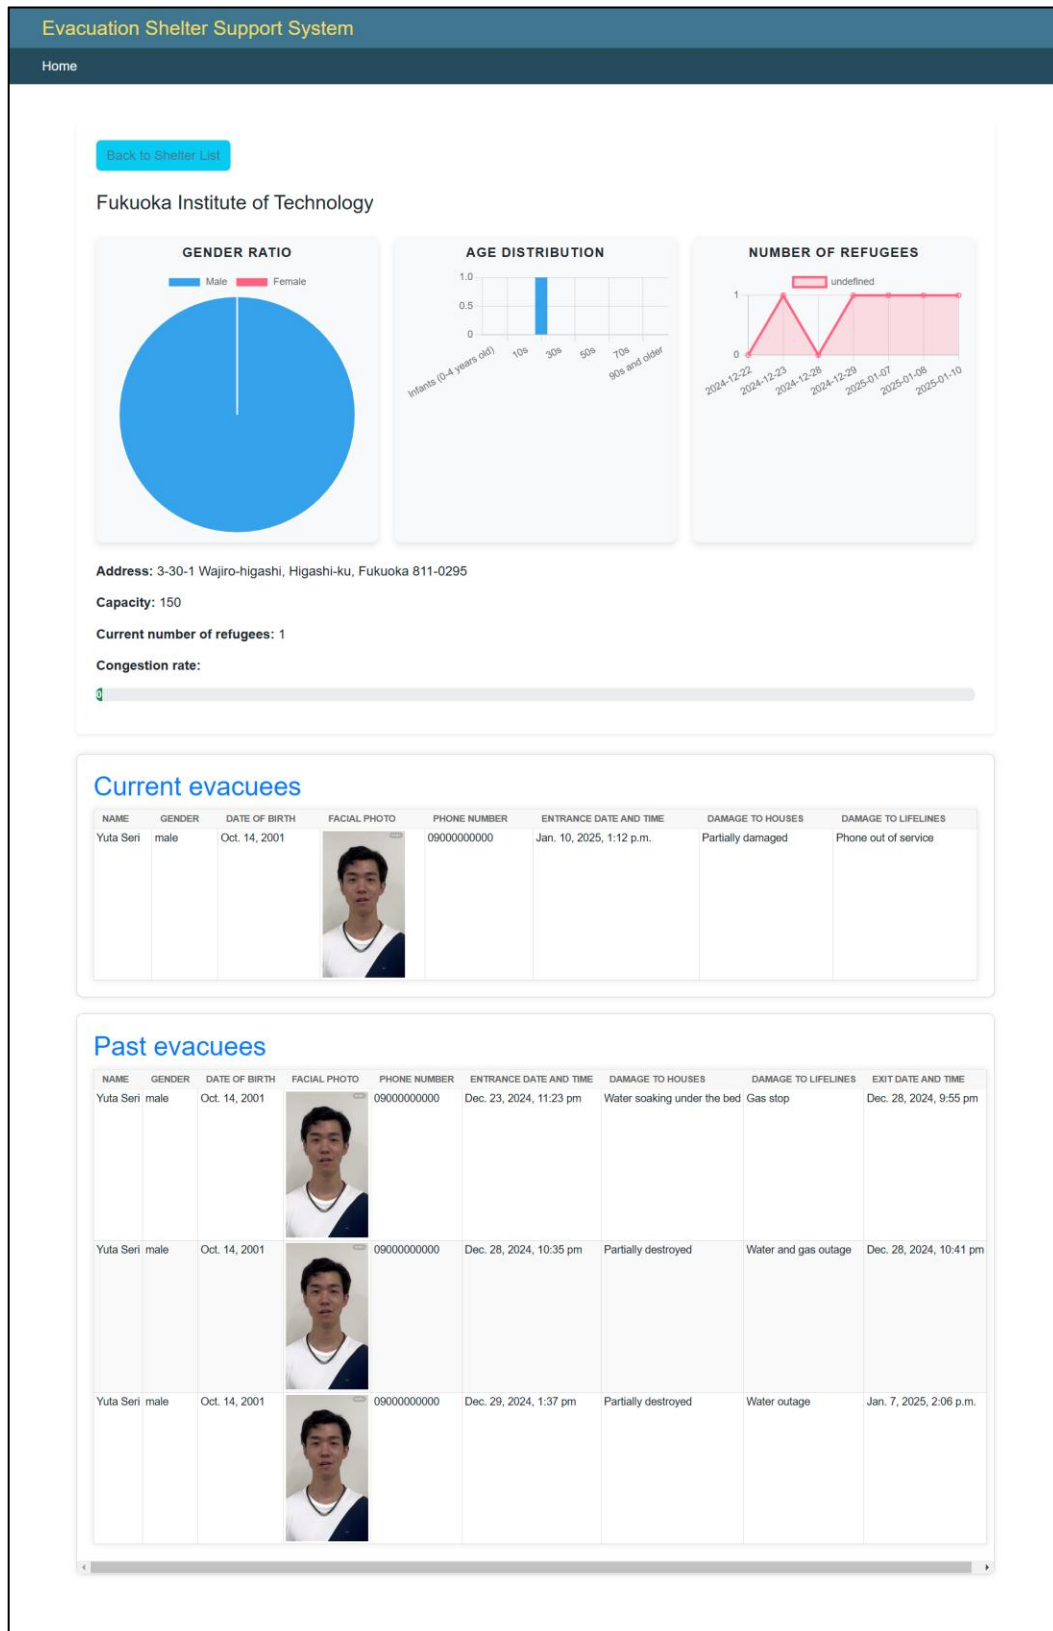 Evacuation Shelter Support System
Home
Back to Shelter List
Fukuoka Institute of Technology
GENDER RATIO
Male Female
AGE DISTRIBUTION
1.0
0.5
0
Infants (0-4 years old) 10s 30s 50s 70s 90s and older
NUMBER OF REFUGEES
undefined
1
0
2024-12-22 2024-12-23 2024-12-28 2024-12-29 2025-01-07 2025-01-08 2025-01-10
Address: 3-30-1 Wajiro-higashi, Higashi-ku, Fukuoka 811-0295
Capacity: 150
Current number of refugees: 1
Congestion rate:
0
Current evacuees
NAME GENDER DATE OF BIRTH FACIAL PHOTO PHONE NUMBER ENTRANCE DATE AND TIME DAMAGE TO HOUSES DAMAGE TO LIFELINES
Yuta Seri male Oct. 14, 2001 09000000000 Jan. 10, 2025, 1:12 p.m. Partially damaged Phone out of service
Past evacuees
NAME GENDER DATE OF BIRTH FACIAL PHOTO PHONE NUMBER ENTRANCE DATE AND TIME DAMAGE TO HOUSES DAMAGE TO LIFELINES EXIT DATE AND TIME
Yuta Seri male Oct. 14, 2001 09000000000 Dec. 23, 2024, 11:23 pm Water soaking under the bed Gas stop Dec. 28, 2024, 9:55 pm
Yuta Seri male Oct. 14, 2001 09000000000 Dec. 28, 2024, 10:35 pm Partially destroyed Water and gas outage Dec. 28, 2024, 10:41 pm
Yuta Seri male Oct. 14, 2001 09000000000 Dec. 29, 2024, 1:37 pm Partially destroyed Water outage Jan. 7, 2025, 2:06 p.m.